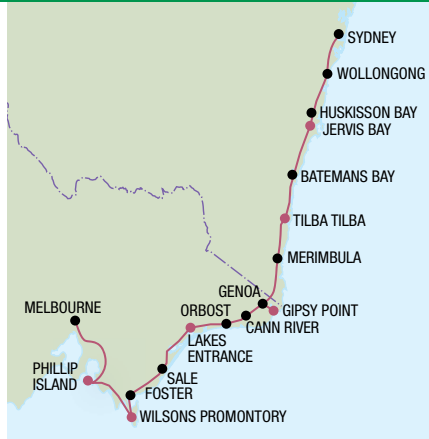 SYDNEY
WOLLONGONG
HUSKISSON BAY
JERVIS BAY
BATEMANS BAY
TILBA TILBA
MERIMBULA
GENOA
GIPSY POINT
CANN RIVER
ORBOST
LAKES
ENTRANCE
MELBOURNE
PHILLIP
ISLAND
SALE
FOSTER
WILSONS PROMONTORY